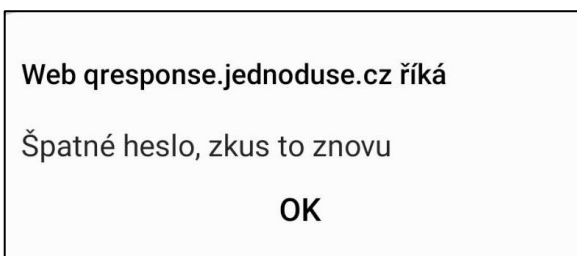 Web qresponse.jednoduse.cz říká
Špatné heslo, zkus to znovu
OK